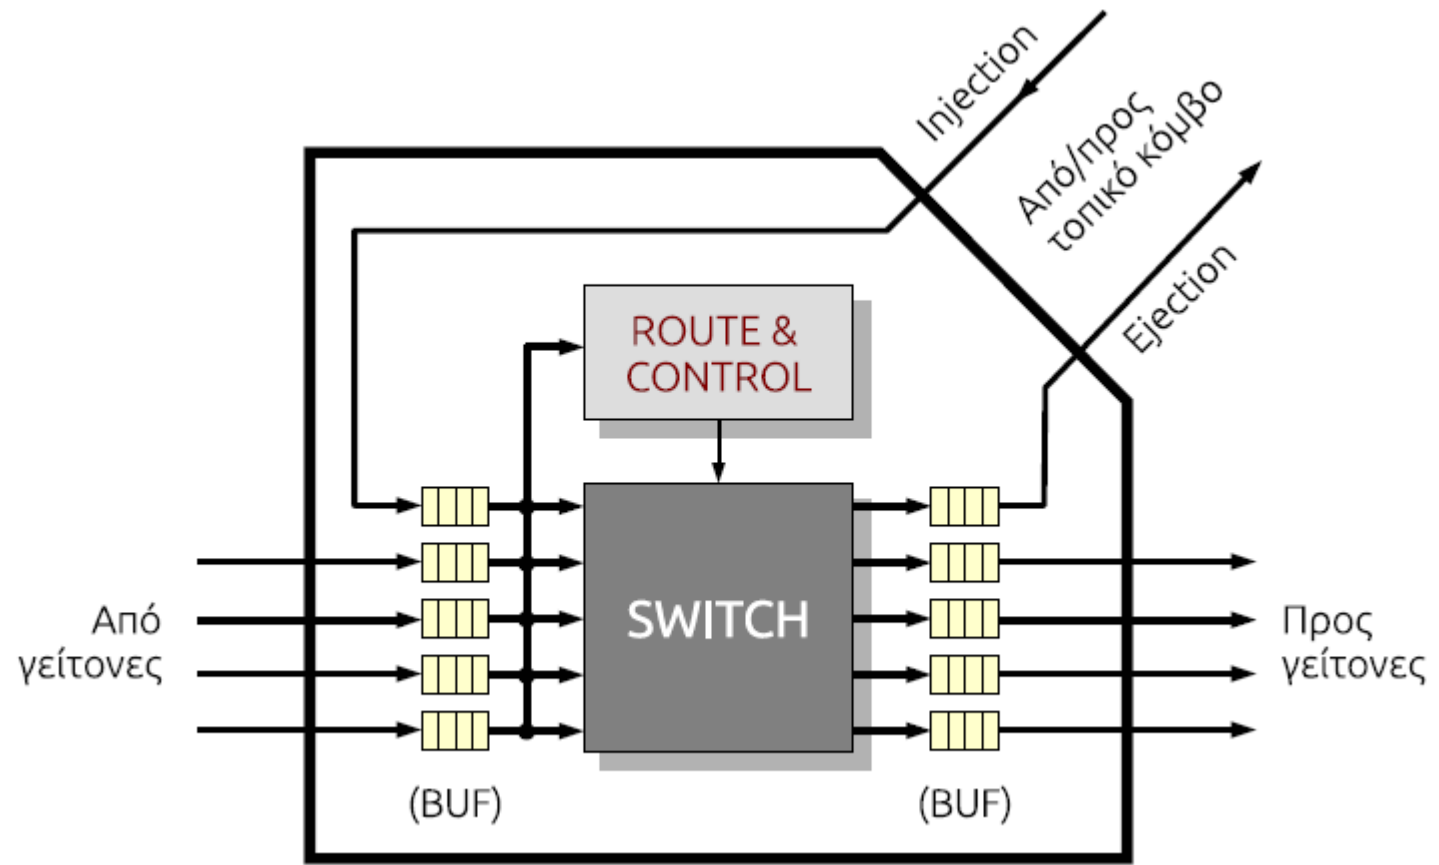 Injection
Από/προς
τοπικό κόμβο
Ejection
ROUTE &
CONTROL
SWITCH
Από
γείτονες
Προς
γείτονες
(BUF)
(BUF)